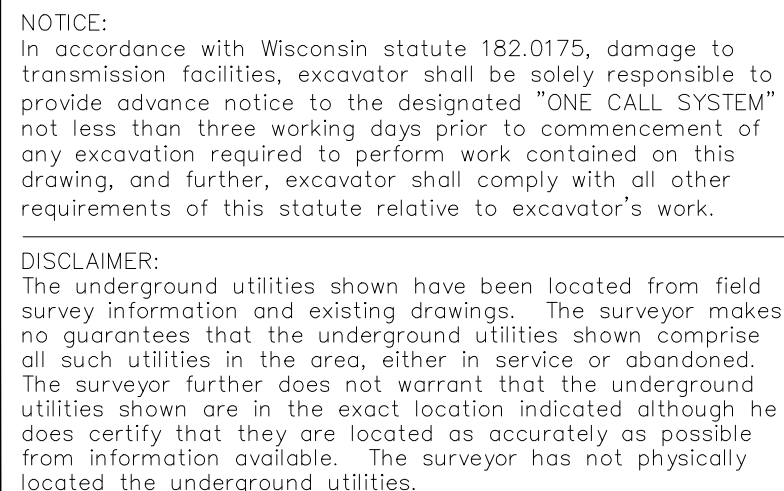 NOTICE:
In accordance with Wisconsin statute 182.0175, damage to
transmission facilities, excavator shall be solely responsible to
provide advance notice to the designated "ONE CALL SYSTEM"
not less than three working days prior to commencement of
any excavation required to perform work contained on this
drawing, and further, excavator shall comply with all other
requirements of this statute relative to excavator's work.
DISCLAIMER:
The underground utilities shown have been located from field
survey information and existing drawings.  The surveyor makes
no guarantees that the underground utilities shown comprise
all such utilities in the area, either in service or abandoned.
The surveyor further does not warrant that the underground
utilities shown are in the exact location indicated although he
does certify that they are located as accurately as possible
from information available.  The surveyor has not physically
located the underground utilities.